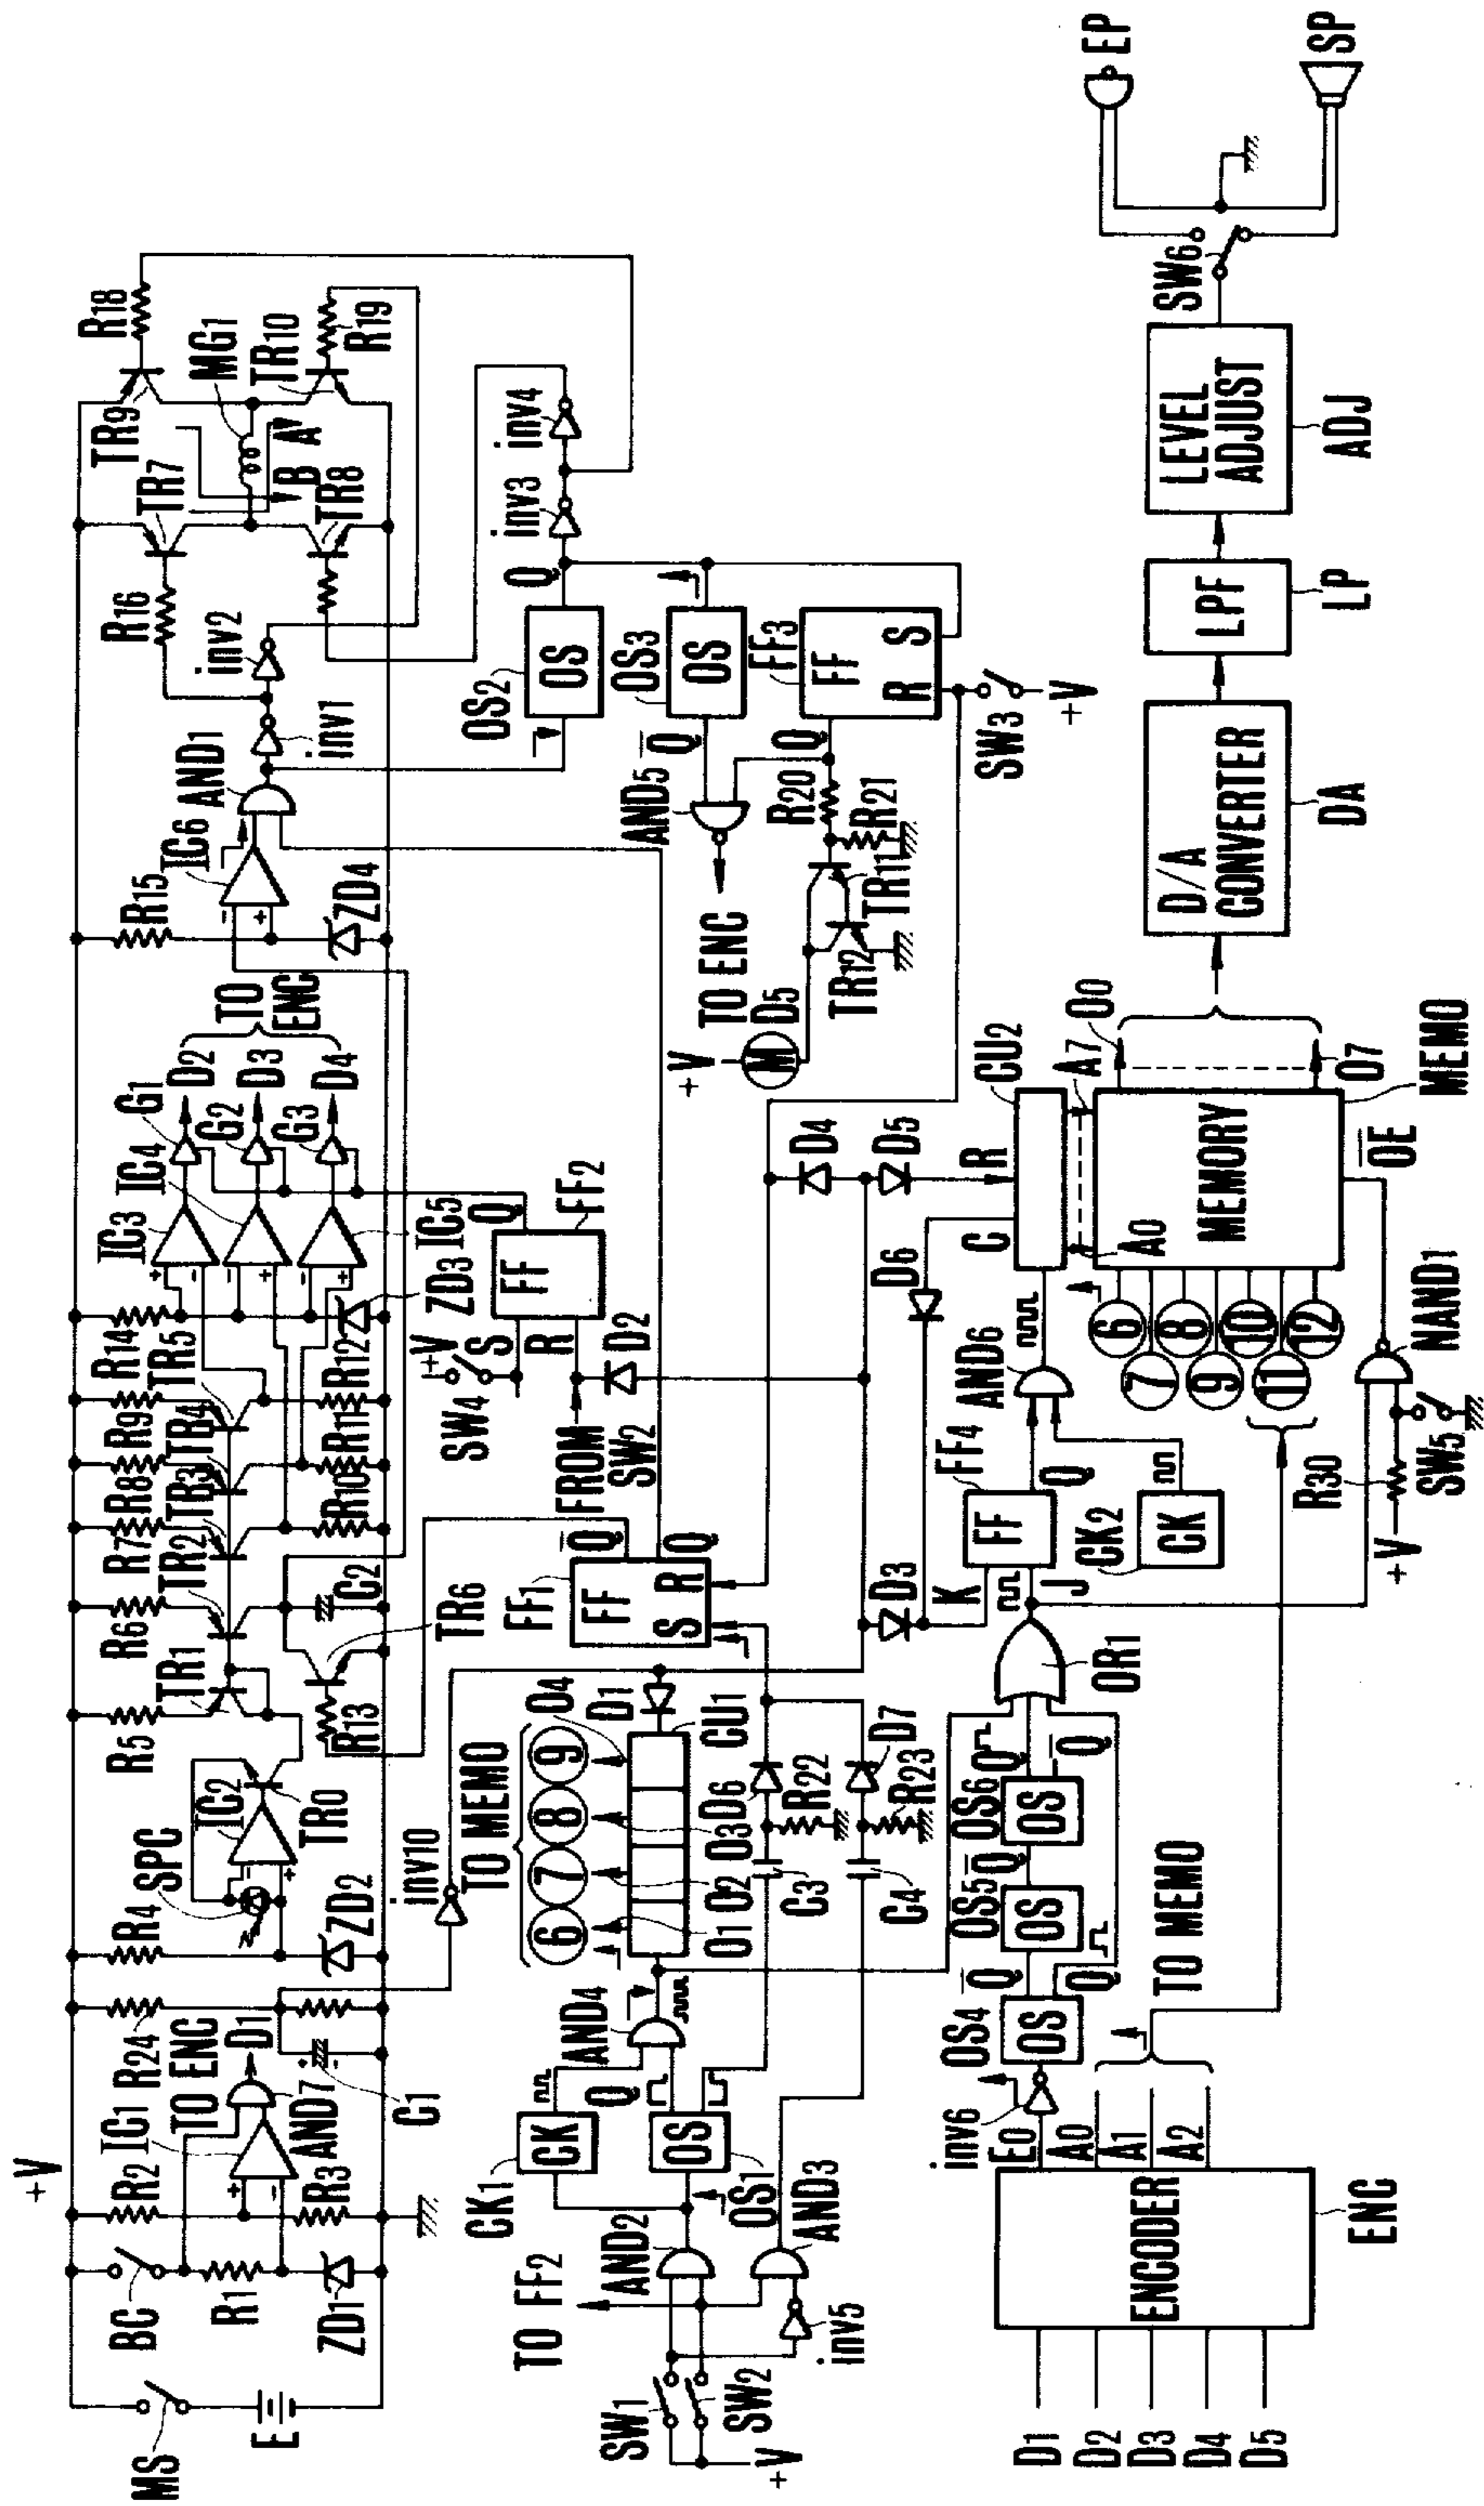 +V
MS
E
BC
R1
ZD1
R2
IC1
R3
TO ENC
D1
AND7
R24
C1
R4
SPC
IC2
TR0
ZD2
R5
TR1
R13
TR6
R6
TR2
C2
R7
TR3
R8
TR4
R9
TR5
R10
R11
R12
R14
ZD3
IC3
IC4
IC5
G1
G2
G3
D2
D3
D4
TO ENC
R15
ZD4
IC6
AND1
inv1
inv2
R16
TR7
TR8
TR9
TR10
MG1
B
A
R18
R19
inv3
inv4
OS2
OS
Q
OS3
OS
Q
FF3
FF
R
S
Q
SW3
+V
AND5
TO ENC
R20
R21
TR11
TR12
+V
M
D5
SW4
+V
S
R
FF
FF2
Q
FROM SW2
D2
FF1
FF
S
R
Q
Q
inv10
TO MEMO
6
7
8
9
O1
O2
O3
O4
CU1
D1
D6
R22
D7
R23
C3
C4
AND4
CK1
CK
Q
OS
OS1
AND2
AND3
TO FF2
SW1
SW2
+V
inv5
D3
D4
D5
D6
K
J
FF4
FF
Q
CK2
CK
AND6
C
R
CU2
A0
A7
MEMORY
MEMO
O0
O7
OE
6
7
8
9
10
11
12
NAND1
R30
SW5
+V
OR1
D1
D2
D3
D4
D5
ENCODER
ENC
E0
A0
A1
A2
inv6
OS4
OS
Q
Q
OS5
OS
Q
OS6
OS
Q
Q
TO MEMO
D/A CONVERTER
DA
LPF
LP
LEVEL ADJUST
ADJ
SW6
EP
SP